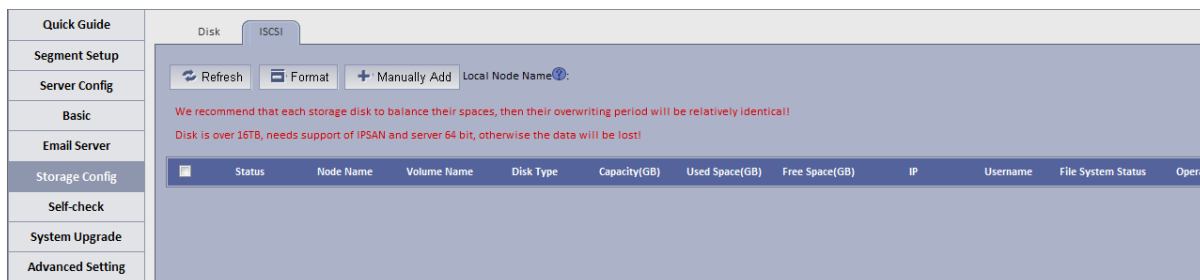 Quick Guide
Segment Setup
Server Config
Basic
Email Server
Storage Config
Self-check
System Upgrade
Advanced Setting
Disk ISCSI
Refresh Format Manually Add Local Node Name?:
We recommend that each storage disk to balance their spaces, then their overwriting period will be relatively identical!
Disk is over 16TB, needs support of IPSAN and server 64 bit, otherwise the data will be lost!
Status Node Name Volume Name Disk Type Capacity(GB) Used Space(GB) Free Space(GB) IP Username File System Status Opera